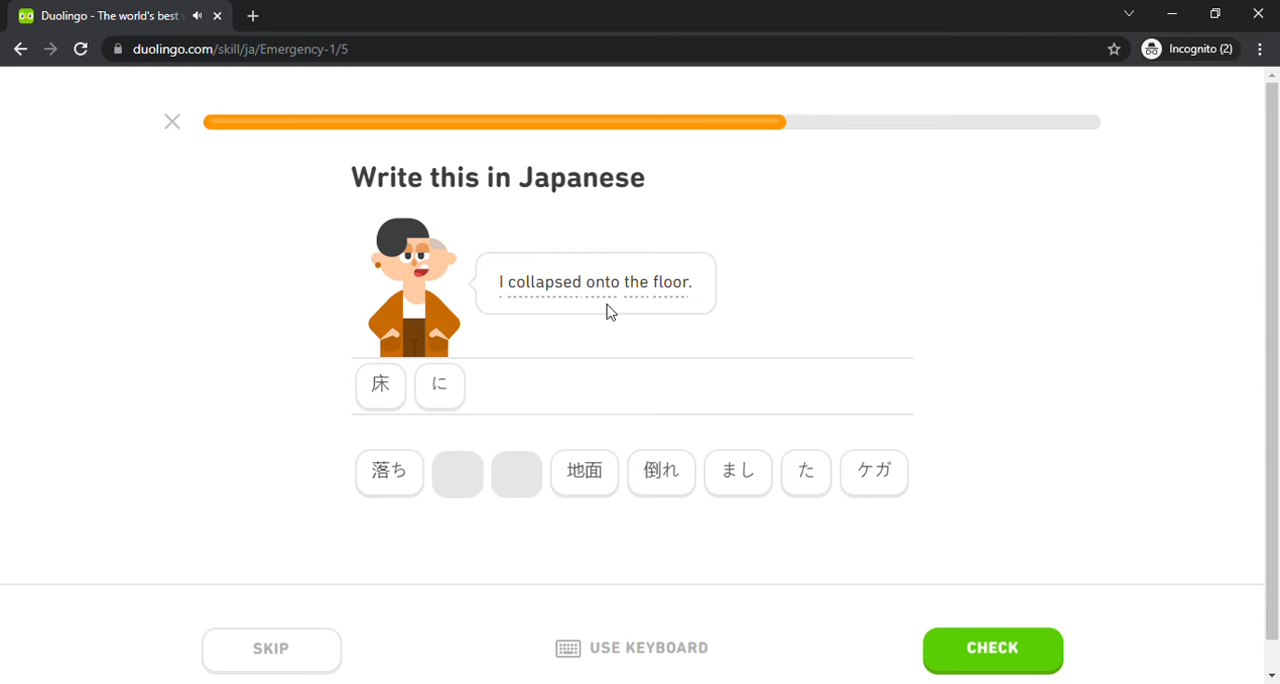 Duolingo - The world's best
duolingo.com/skill/ja/Emergency-1/5
Incognito (2)
Write this in Japanese
I collapsed onto the floor.
床 に
落ち 地面 倒れ まし た ケガ
SKIP
USE KEYBOARD
CHECK